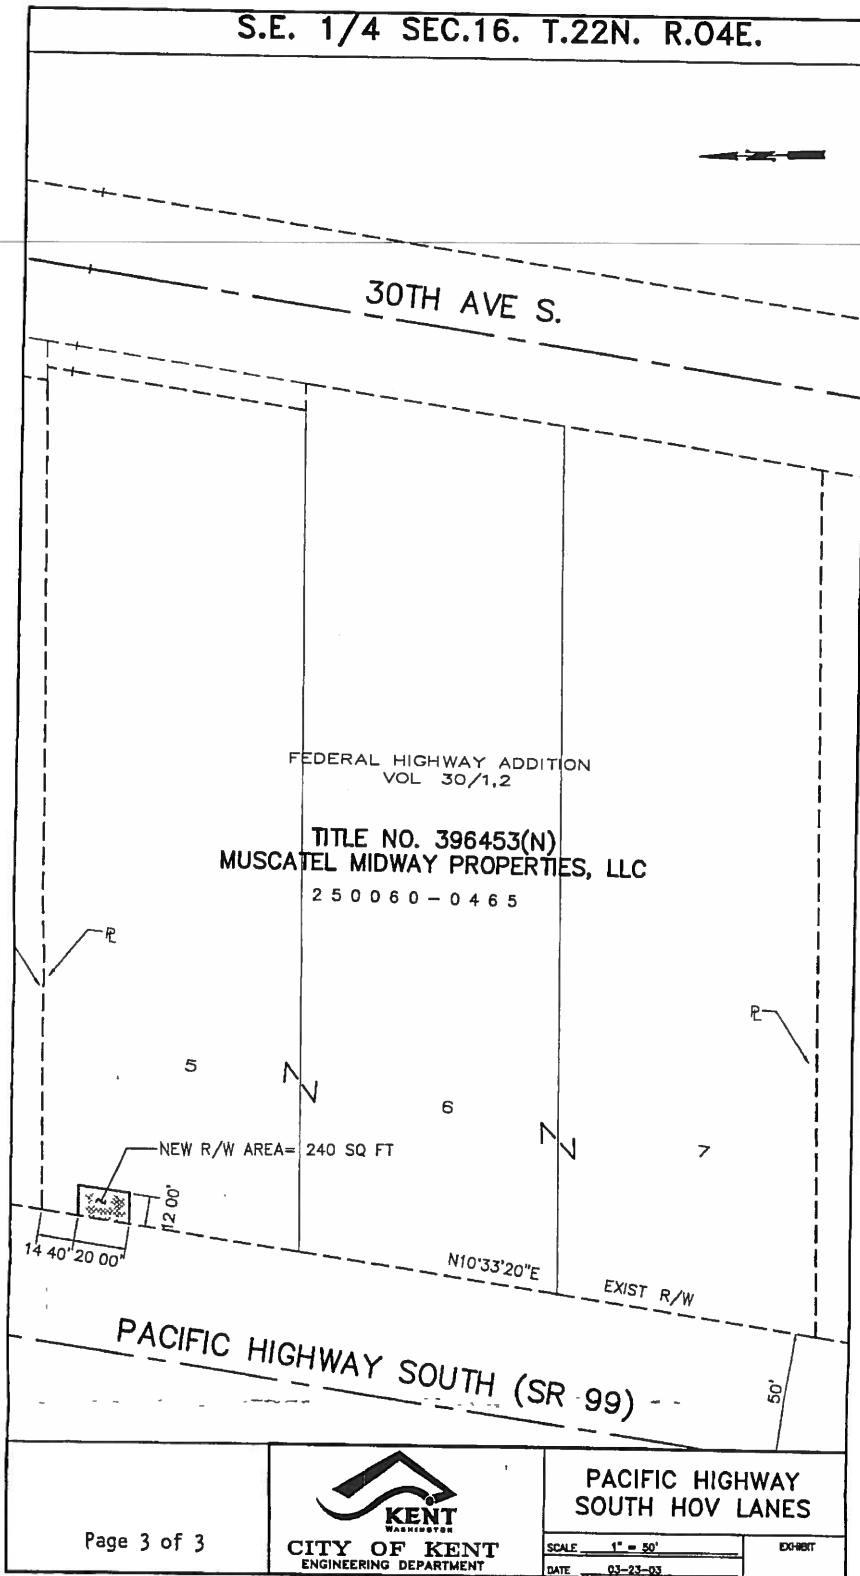 S.E. 1/4 SEC.16. T.22N. R.04E.
N
30TH AVE S.
FEDERAL HIGHWAY ADDITION
VOL 30/1,2
TITLE NO. 396453(N)
MUSCATEL MIDWAY PROPERTIES, LLC
250060-0465
PL
PL
5
6
7
NEW R/W AREA= 240 SQ FT
12 00'
14 40' 20 00'
N10°33'20"E
EXIST R/W
50'
PACIFIC HIGHWAY SOUTH (SR 99)
Page 3 of 3
KENT
WASHINGTON
CITY OF KENT
ENGINEERING DEPARTMENT
PACIFIC HIGHWAY
SOUTH HOV LANES
SCALE 1" = 50'
EXHIBIT
DATE 03-23-03